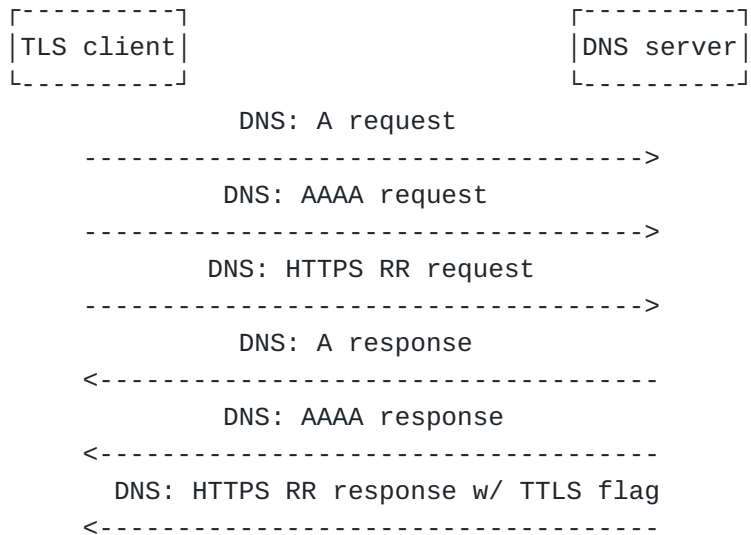 TLS client
DNS server
DNS: A request
DNS: AAAA request
DNS: HTTPS RR request
DNS: A response
DNS: AAAA response
DNS: HTTPS RR response w/ TTLS flag